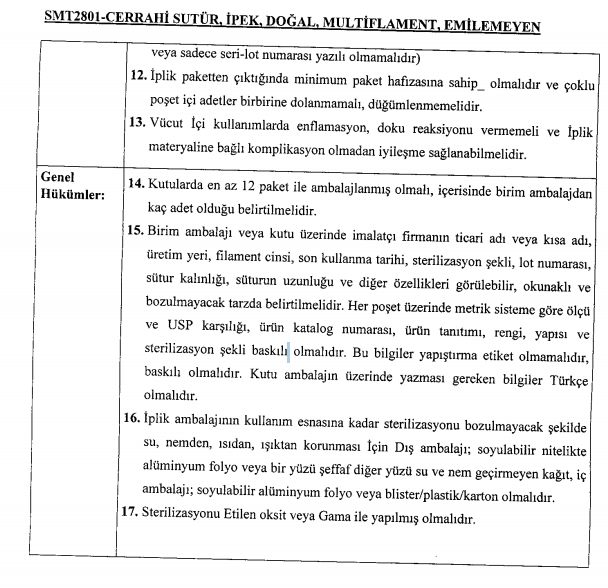 SMT2801-CERRAHİ SUTÜR, İPEK, DOĞAL, MULTİFLAMENT, EMİLEMEYEN
veya sadece seri-lot numarası yazılı olmamalıdır)
12. İplik paketten çıktığında minimum paket hafızasına sahip_ olmalıdır ve çoklu
poşet içi adetler birbirine dolanmamalı, düğümlenmemelidir.
13. Vücut İçi kullanımlarda enflamasyon, doku reaksiyonu vermemeli ve İplik
materyaline bağlı komplikasyon olmadan iyileşme sağlanabilmelidir.
Genel
Hükümler:
14. Kutularda en az 12 paket ile ambalajlanmış olmalı, içerisinde birim ambalajdan
kaç adet olduğu belirtilmelidir.
15. Birim ambalajı veya kutu üzerinde imalatçı firmanın ticari adı veya kısa adı,
üretim yeri, filament cinsi, son kullanma tarihi, sterilizasyon şekli, lot numarası,
sütur kalınlığı, süturun uzunluğu ve diğer özellikleri görülebilir, okunaklı ve
bozulmayacak tarzda belirtilmelidir. Her poşet üzerinde metrik sisteme göre ölçü
ve USP karşılığı, ürün katalog numarası, ürün tanıtımı, rengi, yapısı ve
sterilizasyon şekli baskılı olmalıdır. Bu bilgiler yapıştırma etiket olmamalıdır,
baskılı olmalıdır. Kutu ambalajın üzerinde yazması gereken bilgiler Türkçe
olmalıdır.
16. İplik ambalajının kullanım esnasına kadar sterilizasyonu bozulmayacak şekilde
su, nemden, ısıdan, ışıktan korunması İçin Dış ambalajı; soyulabilir nitelikte
alüminyum folyo veya bir yüzü şeffaf diğer yüzü su ve nem geçirmeyen kağıt, iç
ambalajı; soyulabilir alüminyum folyo veya blister/plastik/karton olmalıdır.
17. Sterilizasyonu Etilen oksit veya Gama ile yapılmış olmalıdır.